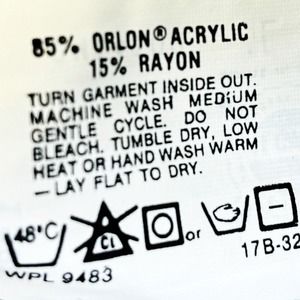 85% ORLON® ACRYLIC
15% RAYON
TURN GARMENT INSIDE OUT.
MACHINE WASH MEDIUM
GENTLE CYCLE. DO NOT
BLEACH. TUMBLE DRY, LOW
HEAT OR HAND WASH WARM
— LAY FLAT TO DRY.
48°C Cl or
WPL 9483 17B-32